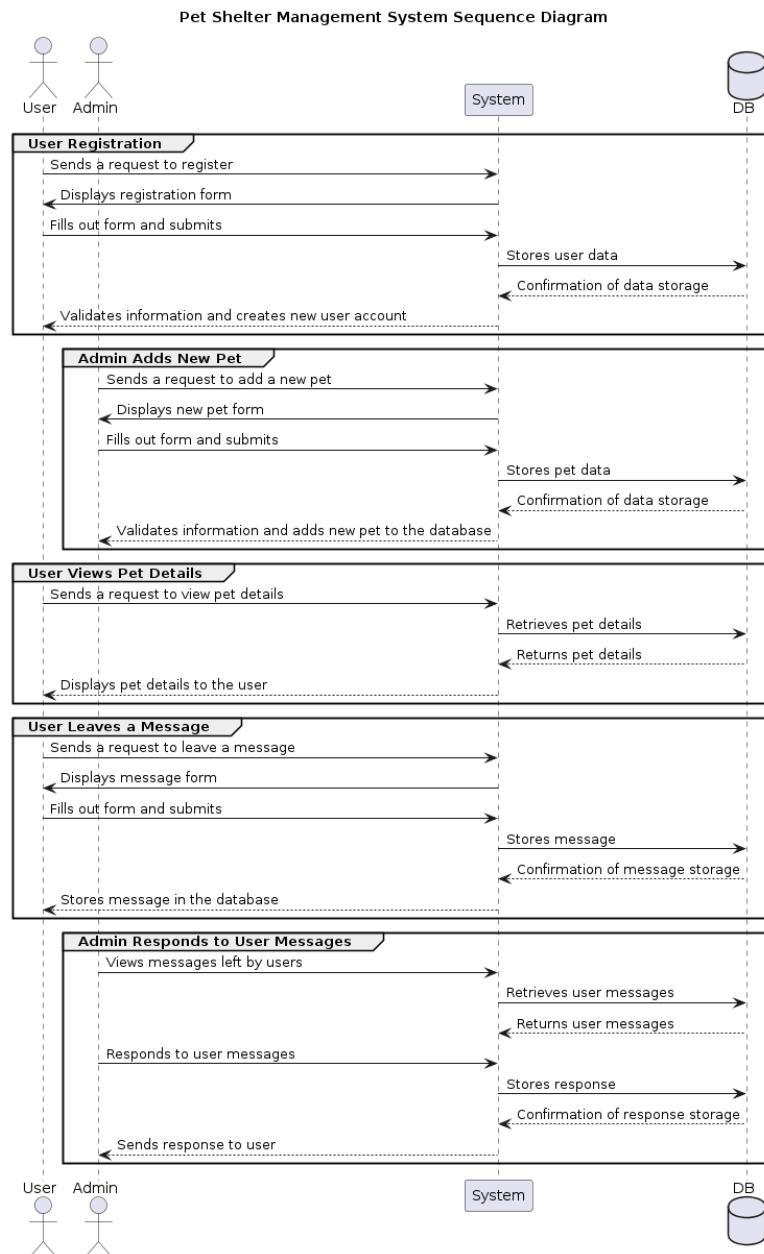 Pet Shelter Management System Sequence Diagram
User
Admin
System
DB
User Registration
Sends a request to register
Displays registration form
Fills out form and submits
Stores user data
Confirmation of data storage
Validates information and creates new user account
Admin Adds New Pet
Sends a request to add a new pet
Displays new pet form
Fills out form and submits
Stores pet data
Confirmation of data storage
Validates information and adds new pet to the database
User Views Pet Details
Sends a request to view pet details
Retrieves pet details
Returns pet details
Displays pet details to the user
User Leaves a Message
Sends a request to leave a message
Displays message form
Fills out form and submits
Stores message
Confirmation of message storage
Stores message in the database
Admin Responds to User Messages
Views messages left by users
Retrieves user messages
Returns user messages
Responds to user messages
Stores response
Confirmation of response storage
Sends response to user
User
Admin
System
DB